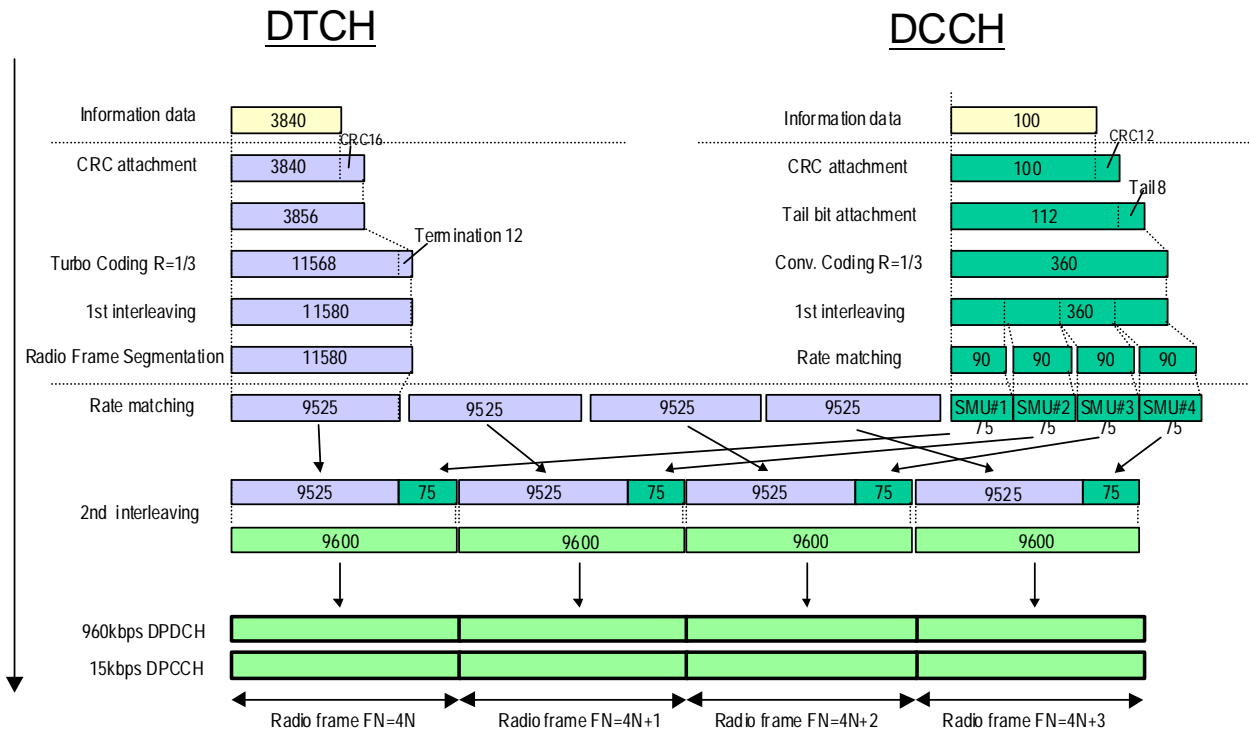 DTCH
DCCH
Information data
3840
Information data
100
CRC16
CRC12
CRC attachment
3840
CRC attachment
100
Tail8
3856
Tail bit attachment
112
Termination 12
Turbo Coding R=1/3
11568
Conv. Coding R=1/3
360
1st interleaving
11580
1st interleaving
360
Radio Frame Segmentation
11580
Rate matching
90 90 90 90
Rate matching
9525 9525 9525 9525
SMU#1 SMU#2 SMU#3 SMU#4
75 75 75 75
9525 75 9525 75 9525 75 9525 75
2nd interleaving
9600 9600 9600 9600
960kbps DPDCH
15kbps DPCCH
Radio frame FN=4N Radio frame FN=4N+1 Radio frame FN=4N+2 Radio frame FN=4N+3